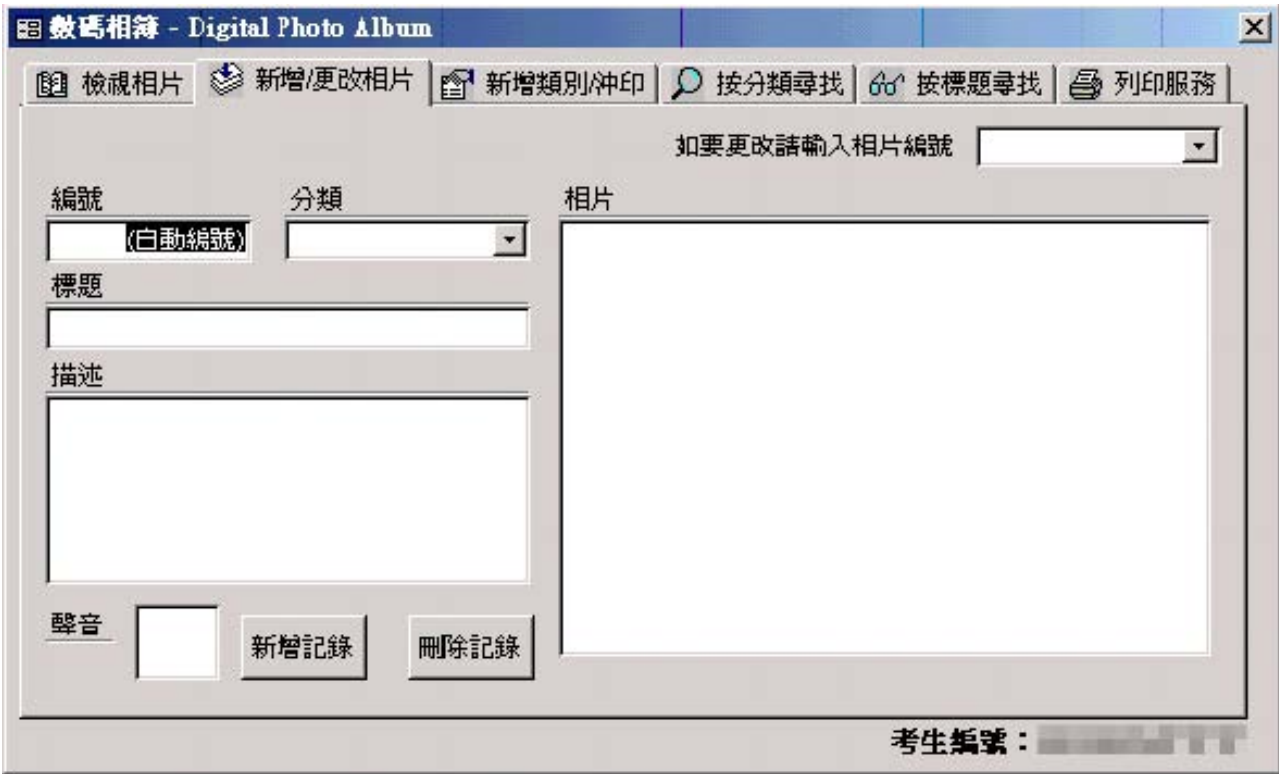 數碼相簿 - Digital Photo Album
檢視相片 新增/更改相片 新增類別/沖印 按分類尋找 按標題尋找 列印服務
如要更改請輸入相片編號
編號 分類 相片
(自動編號)
標題
描述
聲音 新增記錄 刪除記錄
考生編號：